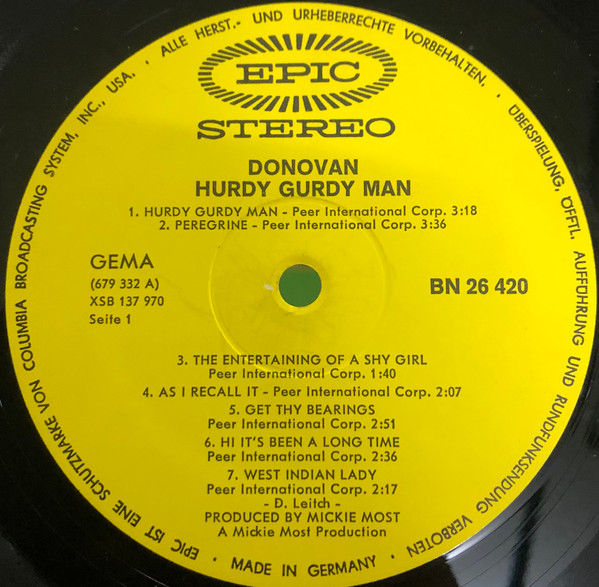 EPIC IST EINE SCHUTZMARKE VON COLUMBIA BROADCASTING SYSTEM, INC., USA. · ALLE HERST.- UND URHEBERRECHTE VORBEHALTEN. · ÜBERSPIELUNG, ÖFFTL. AUFFÜHRUNG UND RUNDFUNKSENDUNG VERBOTEN · MADE IN GERMANY ·
EPIC
STEREO
DONOVAN
HURDY GURDY MAN
1. HURDY GURDY MAN - Peer International Corp. 3:18
2. PEREGRINE - Peer International Corp. 3:36
GEMA
(679 332 A)
XSB 137 970
Seite 1
BN 26 420
3. THE ENTERTAINING OF A SHY GIRL
Peer International Corp. 1:40
4. AS I RECALL IT - Peer International Corp. 2:07
5. GET THY BEARINGS
Peer International Corp. 2:51
6. HI IT'S BEEN A LONG TIME
Peer International Corp. 2:36
7. WEST INDIAN LADY
Peer International Corp. 2:17
- D. Leitch -
PRODUCED BY MICKIE MOST
A Mickie Most Production